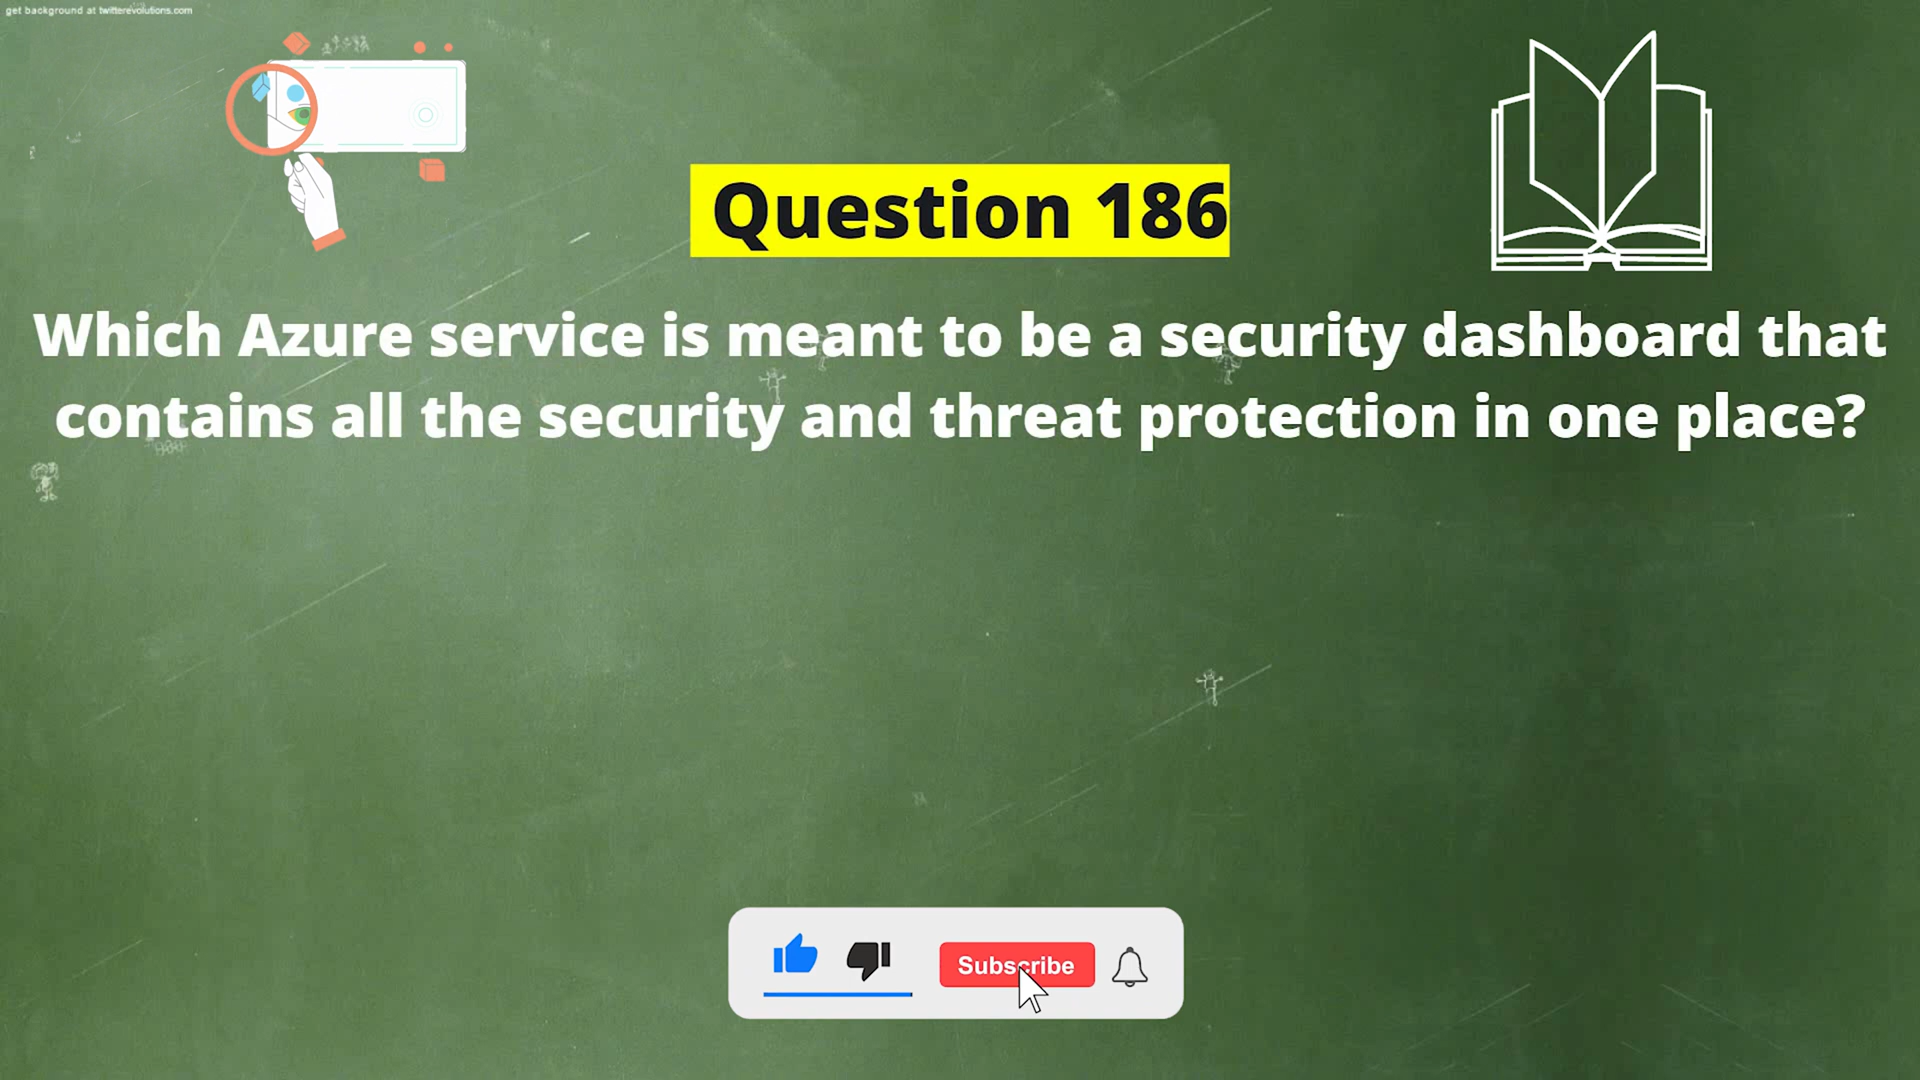 get background at twitterevolutions.com
Question 186
Which Azure service is meant to be a security dashboard that
contains all the security and threat protection in one place?
Subscribe